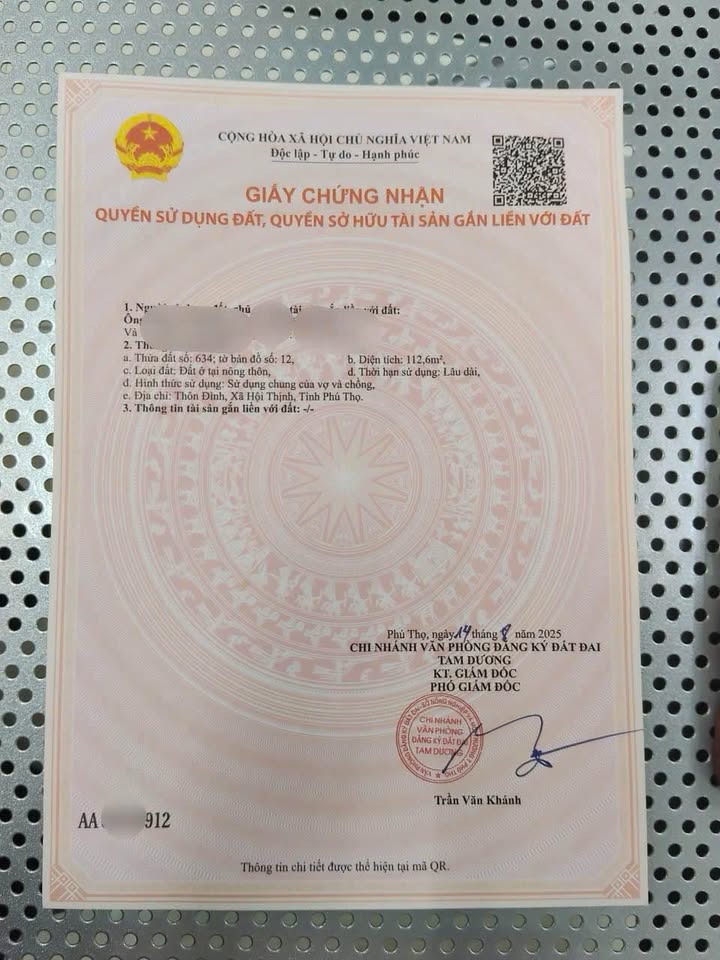 CỘNG HÒA XÃ HỘI CHỦ NGHĨA VIỆT NAM
Độc lập - Tự do - Hạnh phúc
GIẤY CHỨNG NHẬN
QUYỀN SỬ DỤNG ĐẤT, QUYỀN SỞ HỮU TÀI SẢN GẮN LIỀN VỚI ĐẤT
1. với đất:
Ông
Và
2.
a. Thửa đất số: 634; tờ bản đồ số: 12, b. Diện tích: 112,6m²,
c. Loại đất: Đất ở tại nông thôn, d. Thời hạn sử dụng: Lâu dài,
đ. Hình thức sử dụng: Sử dụng chung của vợ và chồng,
e. Địa chỉ: Thôn Đình, Xã Hội Thịnh, Tỉnh Phú Thọ.
3. Thông tin tài sản gắn liền với đất: -/-
Phú Thọ, ngày 14 tháng 8 năm 2025
CHI NHÁNH VĂN PHÒNG ĐĂNG KÝ ĐẤT ĐAI
TAM DƯƠNG
KT. GIÁM ĐỐC
PHÓ GIÁM ĐỐC
CHI NHÁNH
VĂN PHÒNG
ĐĂNG KÝ ĐẤT ĐAI
TAM DƯƠNG
Trần Văn Khánh
AA 912
Thông tin chi tiết được thể hiện tại mã QR.